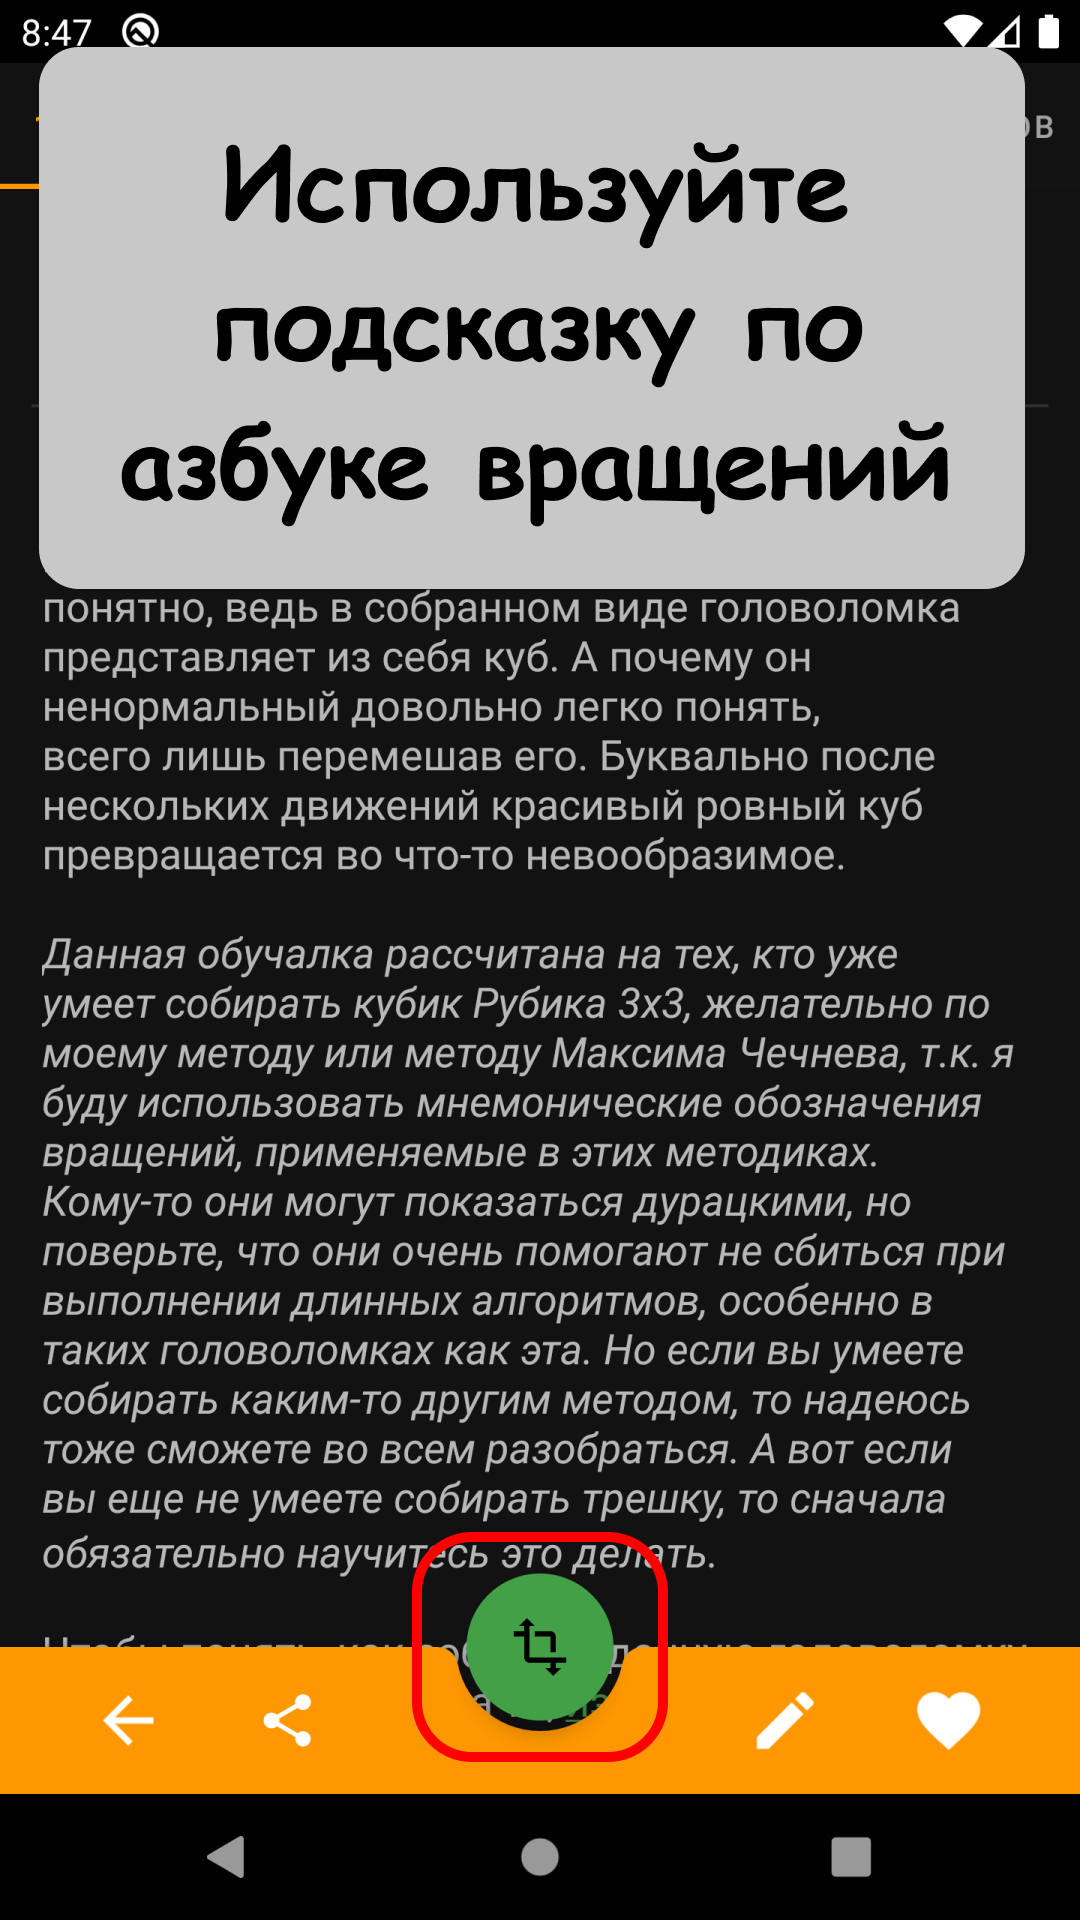 8:47
ов
Используйте
подсказку по
азбуке вращений
понятно, ведь в собранном виде головоломка
представляет из себя куб. А почему он
ненормальный довольно легко понять,
всего лишь перемешав его. Буквально после
нескольких движений красивый ровный куб
превращается во что-то невообразимое.
Данная обучалка рассчитана на тех, кто уже
умеет собирать кубик Рубика 3х3, желательно по
моему методу или методу Максима Чечнева, т.к. я
буду использовать мнемонические обозначения
вращений, применяемые в этих методиках.
Кому-то они могут показаться дурацкими, но
поверьте, что они очень помогают не сбиться при
выполнении длинных алгоритмов, особенно в
таких головоломках как эта. Но если вы умеете
собирать каким-то другим методом, то надеюсь
тоже сможете во всем разобраться. А вот если
вы еще не умеете собирать трешку, то сначала
обязательно научитесь это делать.
Чтобы понять, как головоломку